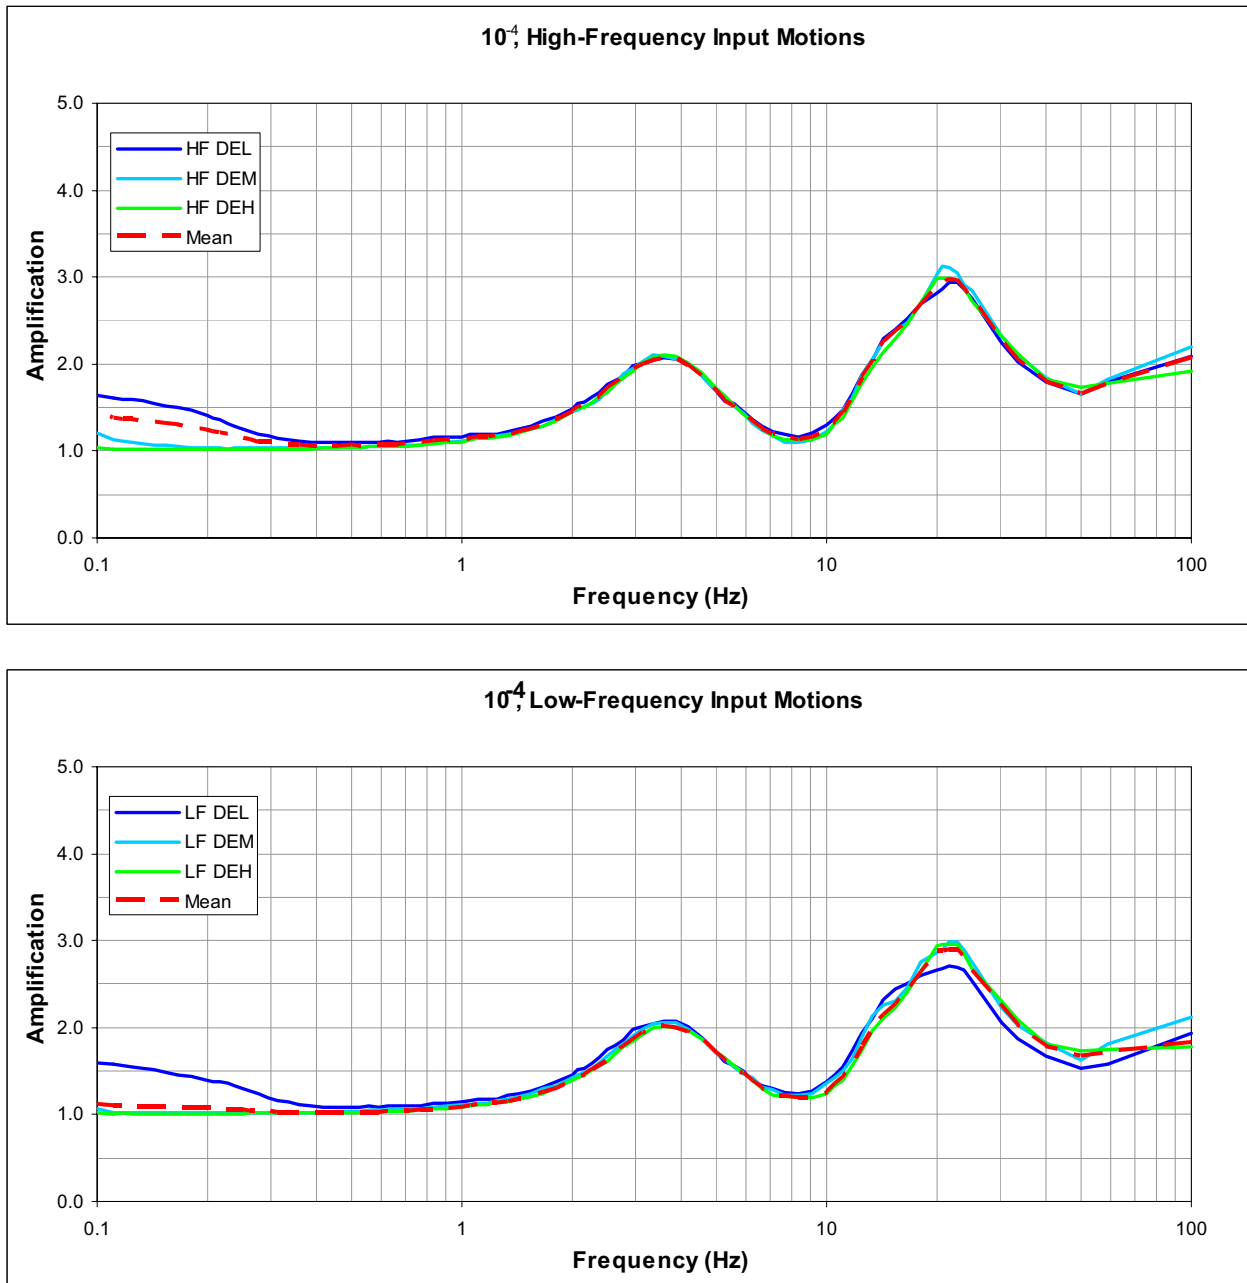 10-4, High-Frequency Input Motions
5.0
4.0
3.0
2.0
1.0
0.0
HF DEL
HF DEM
HF DEH
Mean
Amplification
0.1 1 10 100
Frequency (Hz)
10-4, Low-Frequency Input Motions
5.0
4.0
3.0
2.0
1.0
0.0
LF DEL
LF DEM
LF DEH
Mean
Amplification
0.1 1 10 100
Frequency (Hz)